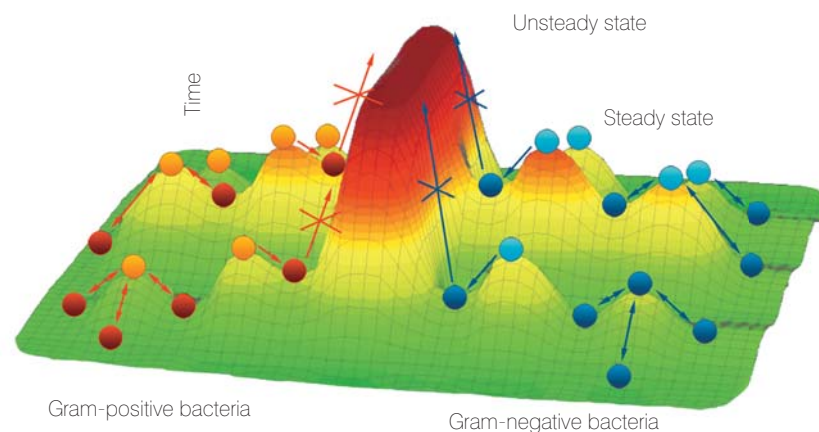 Unsteady state
Time
Steady state
Gram-positive bacteria
Gram-negative bacteria